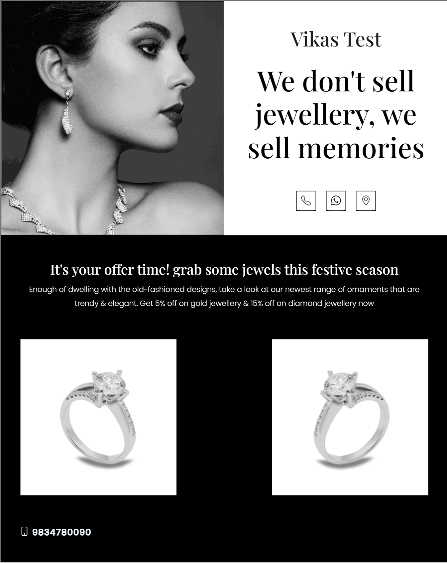 Vikas Test
We don't sell
jewellery, we
sell memories
It's your offer time! grab some jewels this festive season
Enough of dwelling with the old-fashioned designs, take a look at our newest range of ornaments that are
trendy & elegant. Get 5% off on gold jewellery & 15% off on diamond jewellery now
9834780090